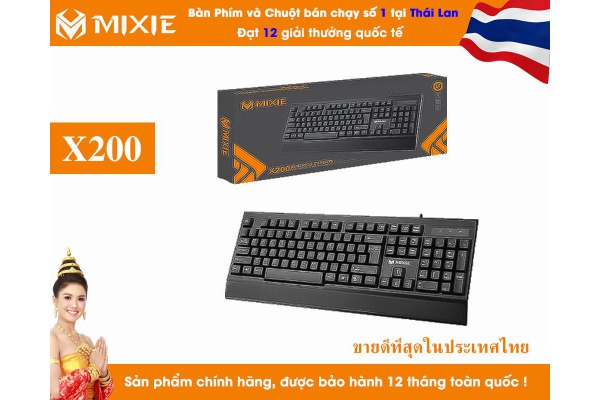 MIXIE
Bàn Phím và Chuột bán chạy số 1 tại Thái Lan
Đạt 12 giải thưởng quốc tế
MIXIE
X200
X200
MIXIE
MIXIE
ขายดีที่สุดในประเทศไทย
Sản phẩm chính hãng, được bảo hành 12 tháng toàn quốc !